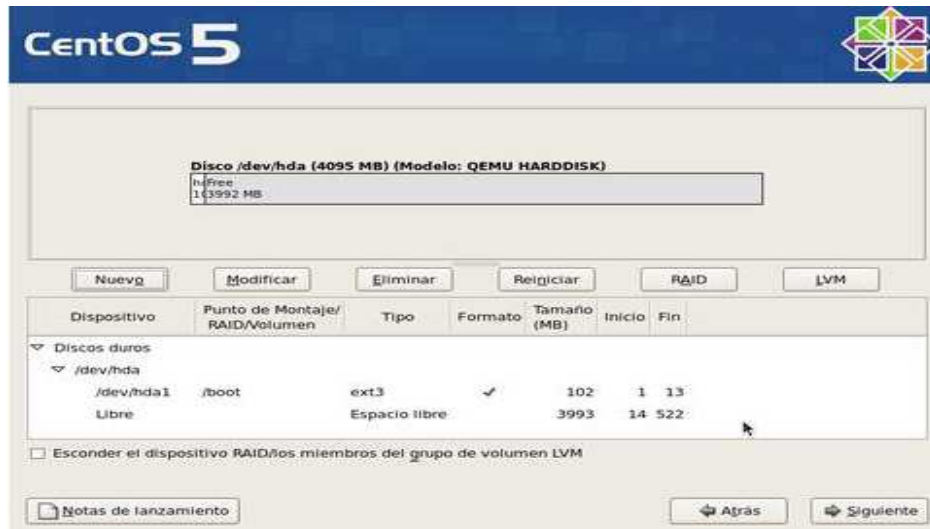 CentOS 5
Disco /dev/hda (4095 MB) (Modelo: QEMU HARDDISK)
Free
3992 MB
Nuevo Modificar Eliminar Reiniciar RAID LVM
Dispositivo Punto de Montaje/ RAID/Volumen Tipo Formato Tamaño (MB) Inicio Fin
Discos duros
/dev/hda
/dev/hda1 /boot ext3 102 1 13
Libre Espacio libre 3993 14 522
Esconder el dispositivo RAID/los miembros del grupo de volumen LVM
Notas de lanzamiento Atrás Siguiente